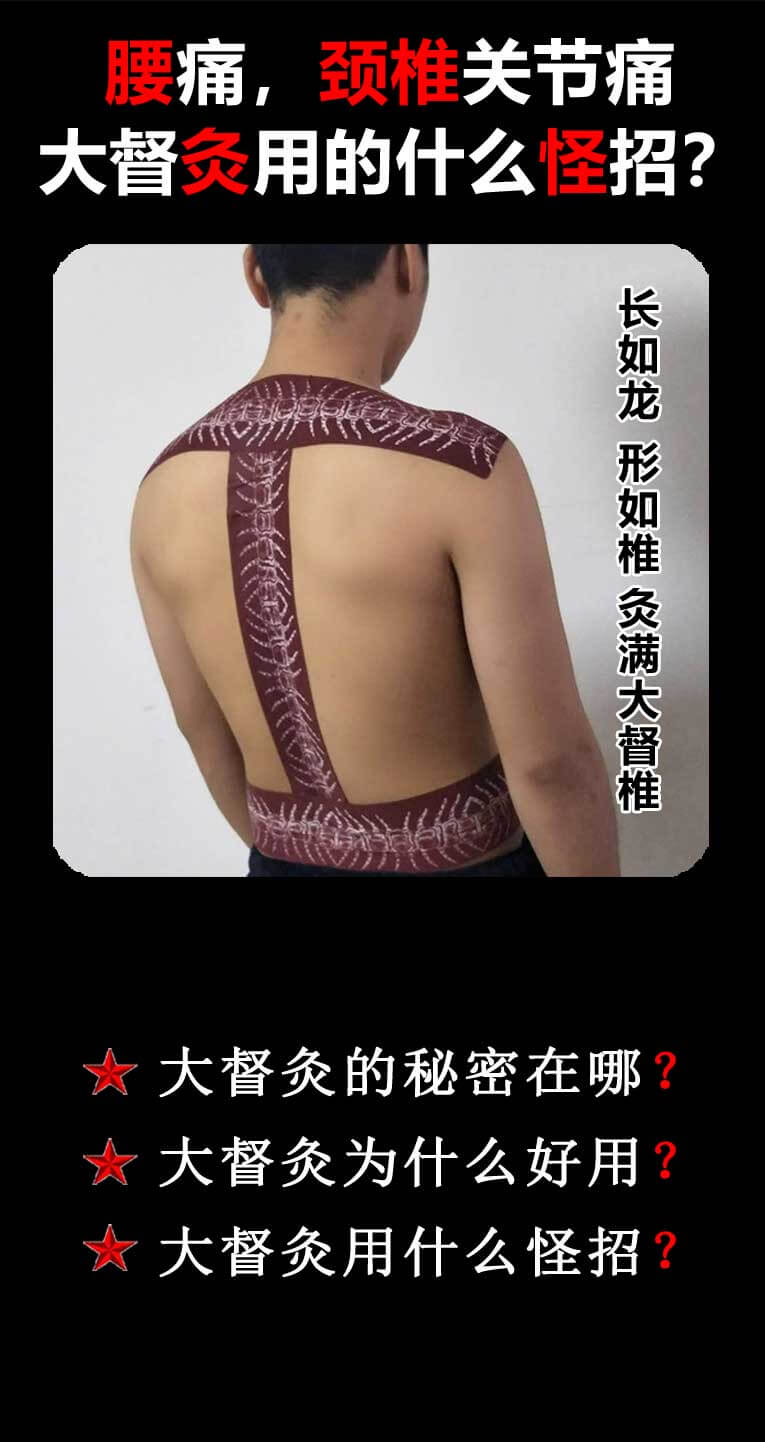 腰痛，颈椎关节痛
大督灸用的什么怪招？
长如龙 形如椎 灸满大督椎
大督灸的秘密在哪？
大督灸为什么好用？
大督灸用什么怪招？